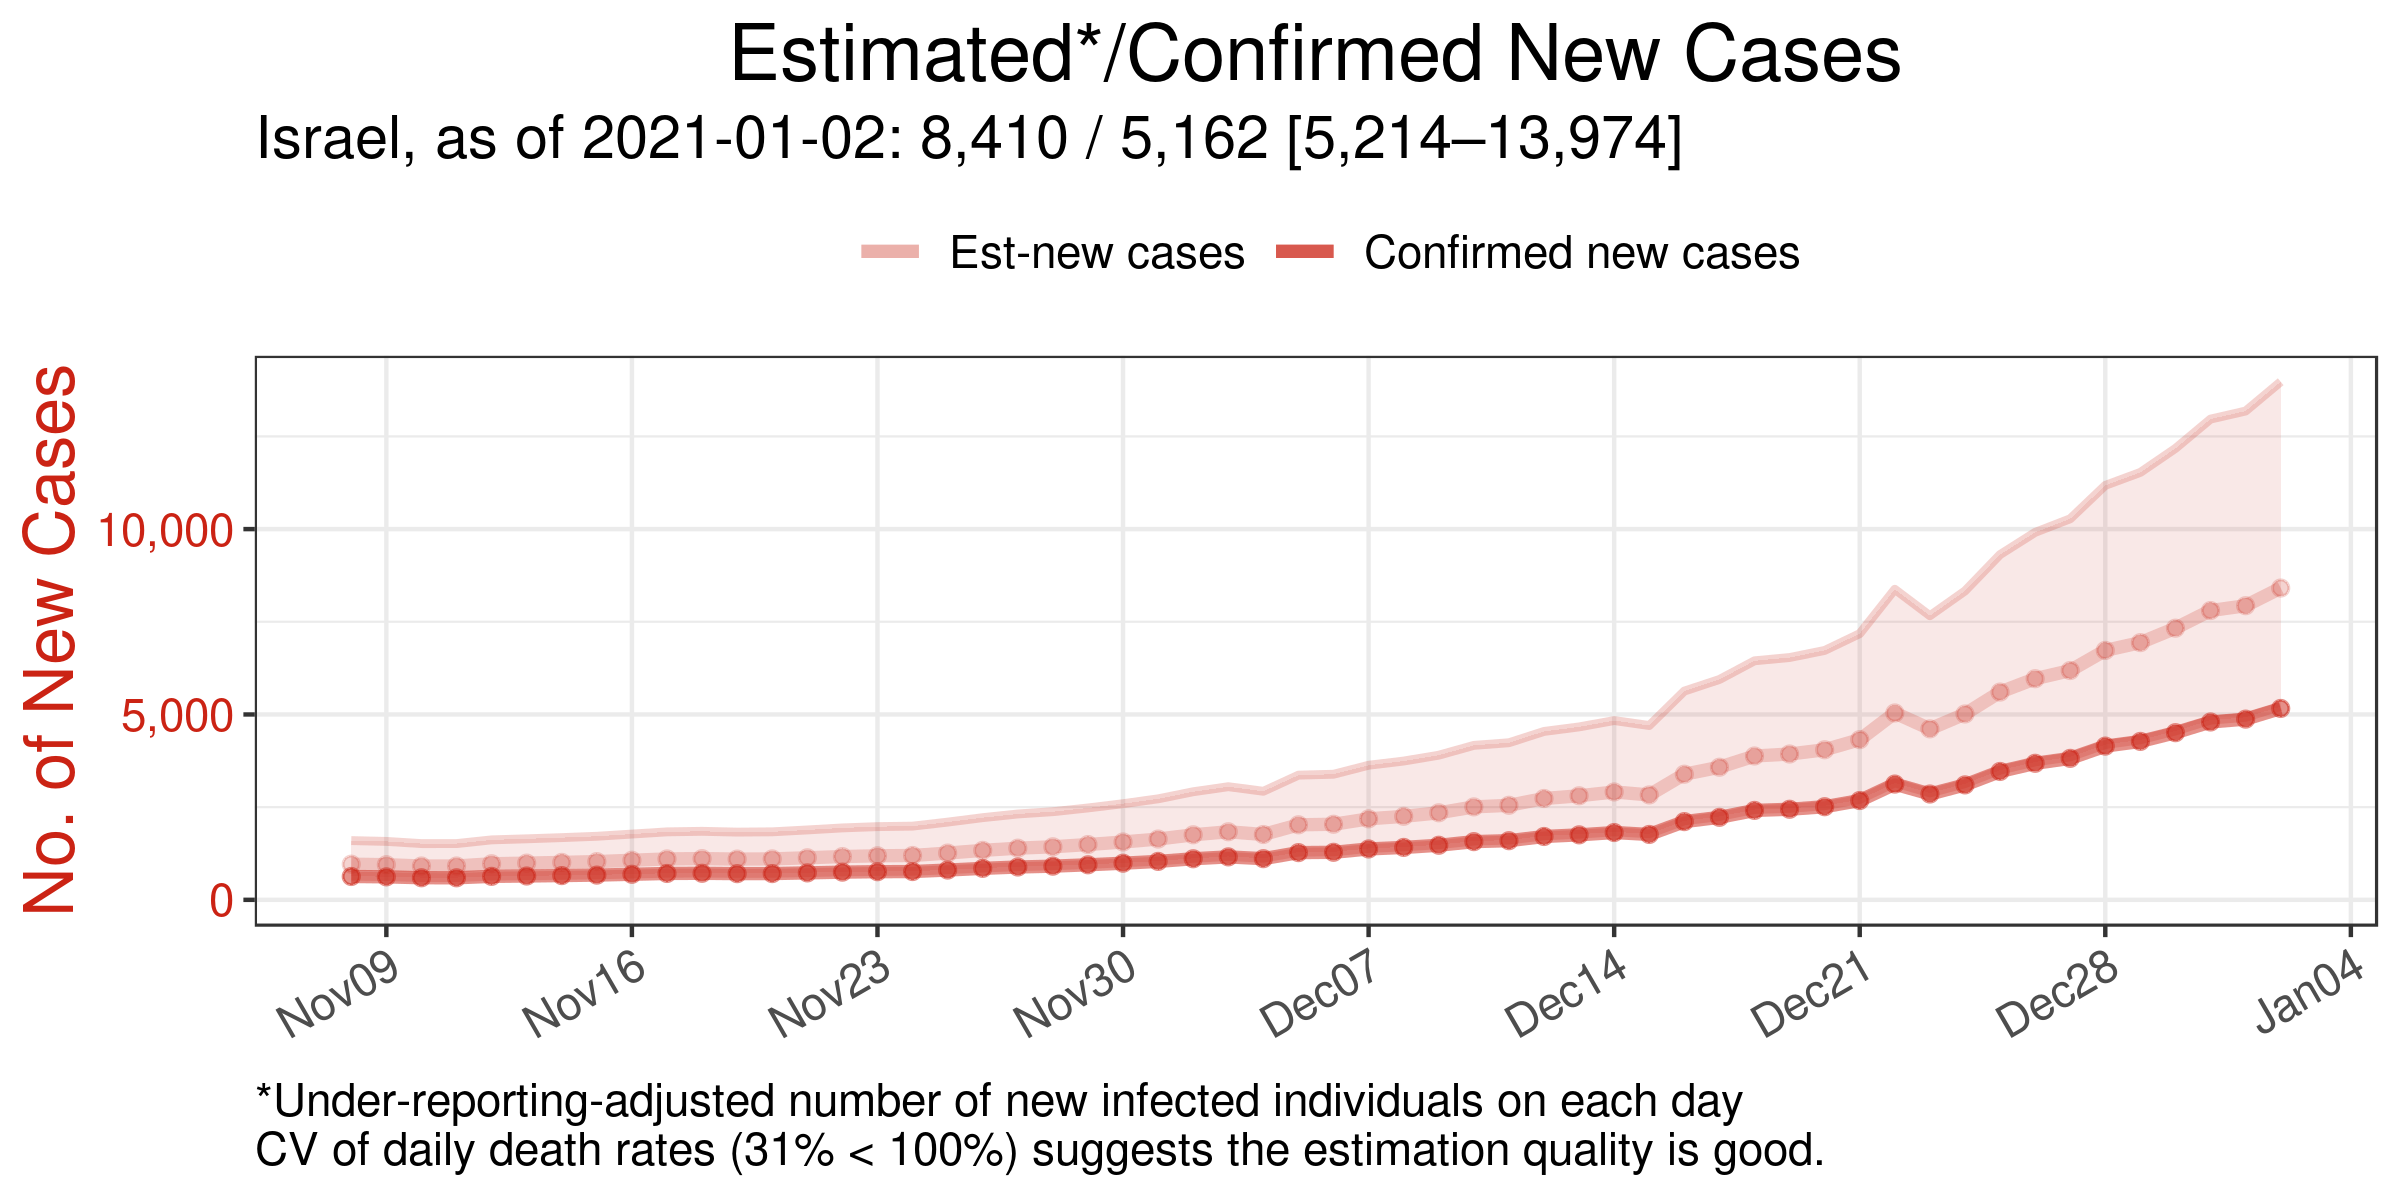 Estimated*/Confirmed New Cases
Israel, as of 2021-01-02: 8,410 / 5,162 [5,214–13,974]
Est-new cases
Confirmed new cases
No. of New Cases
10,000
5,000
0
Nov09
Nov16
Nov23
Nov30
Dec07
Dec14
Dec21
Dec28
Jan04
*Under-reporting-adjusted number of new infected individuals on each day
CV of daily death rates (31% < 100%) suggests the estimation quality is good.